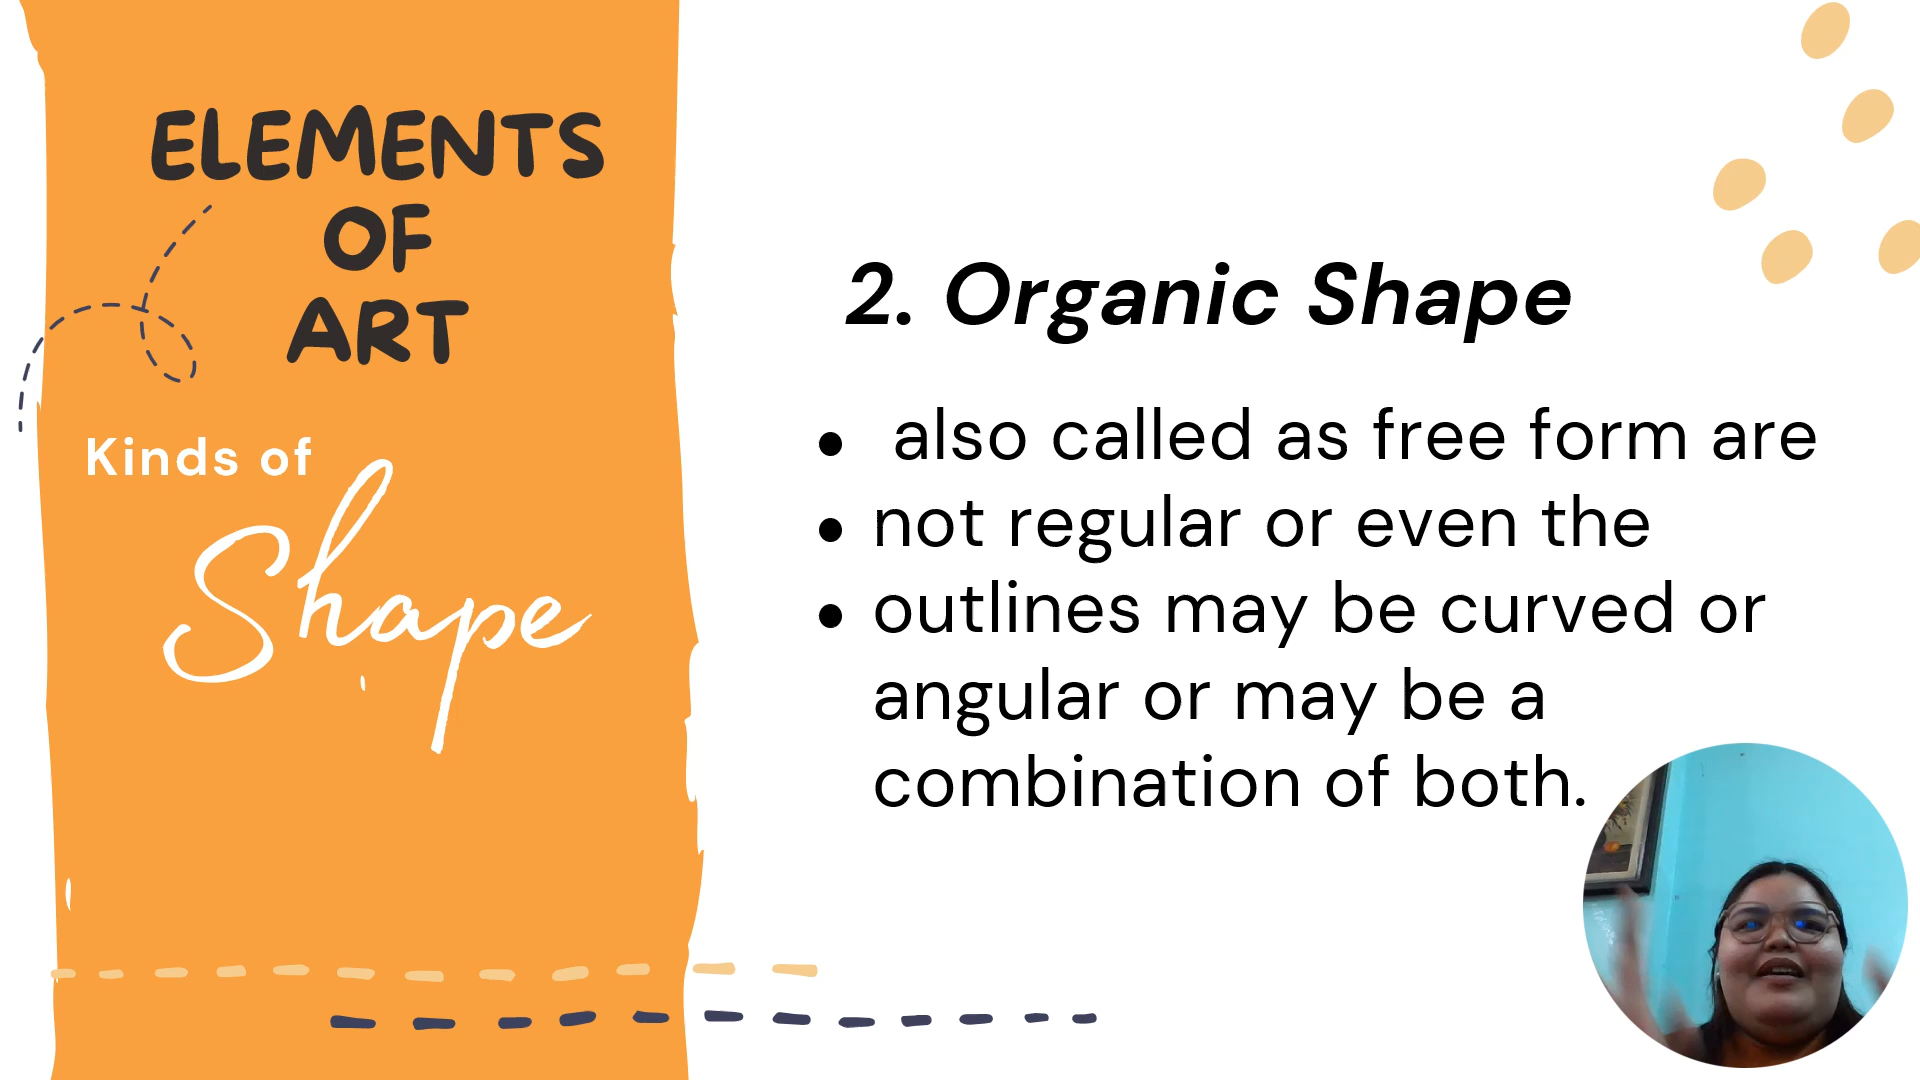 ELEMENTS
OF
ART
Kinds of
Shape
2. Organic Shape
• also called as free form are
• not regular or even the
• outlines may be curved or
angular or may be a
combination of both.